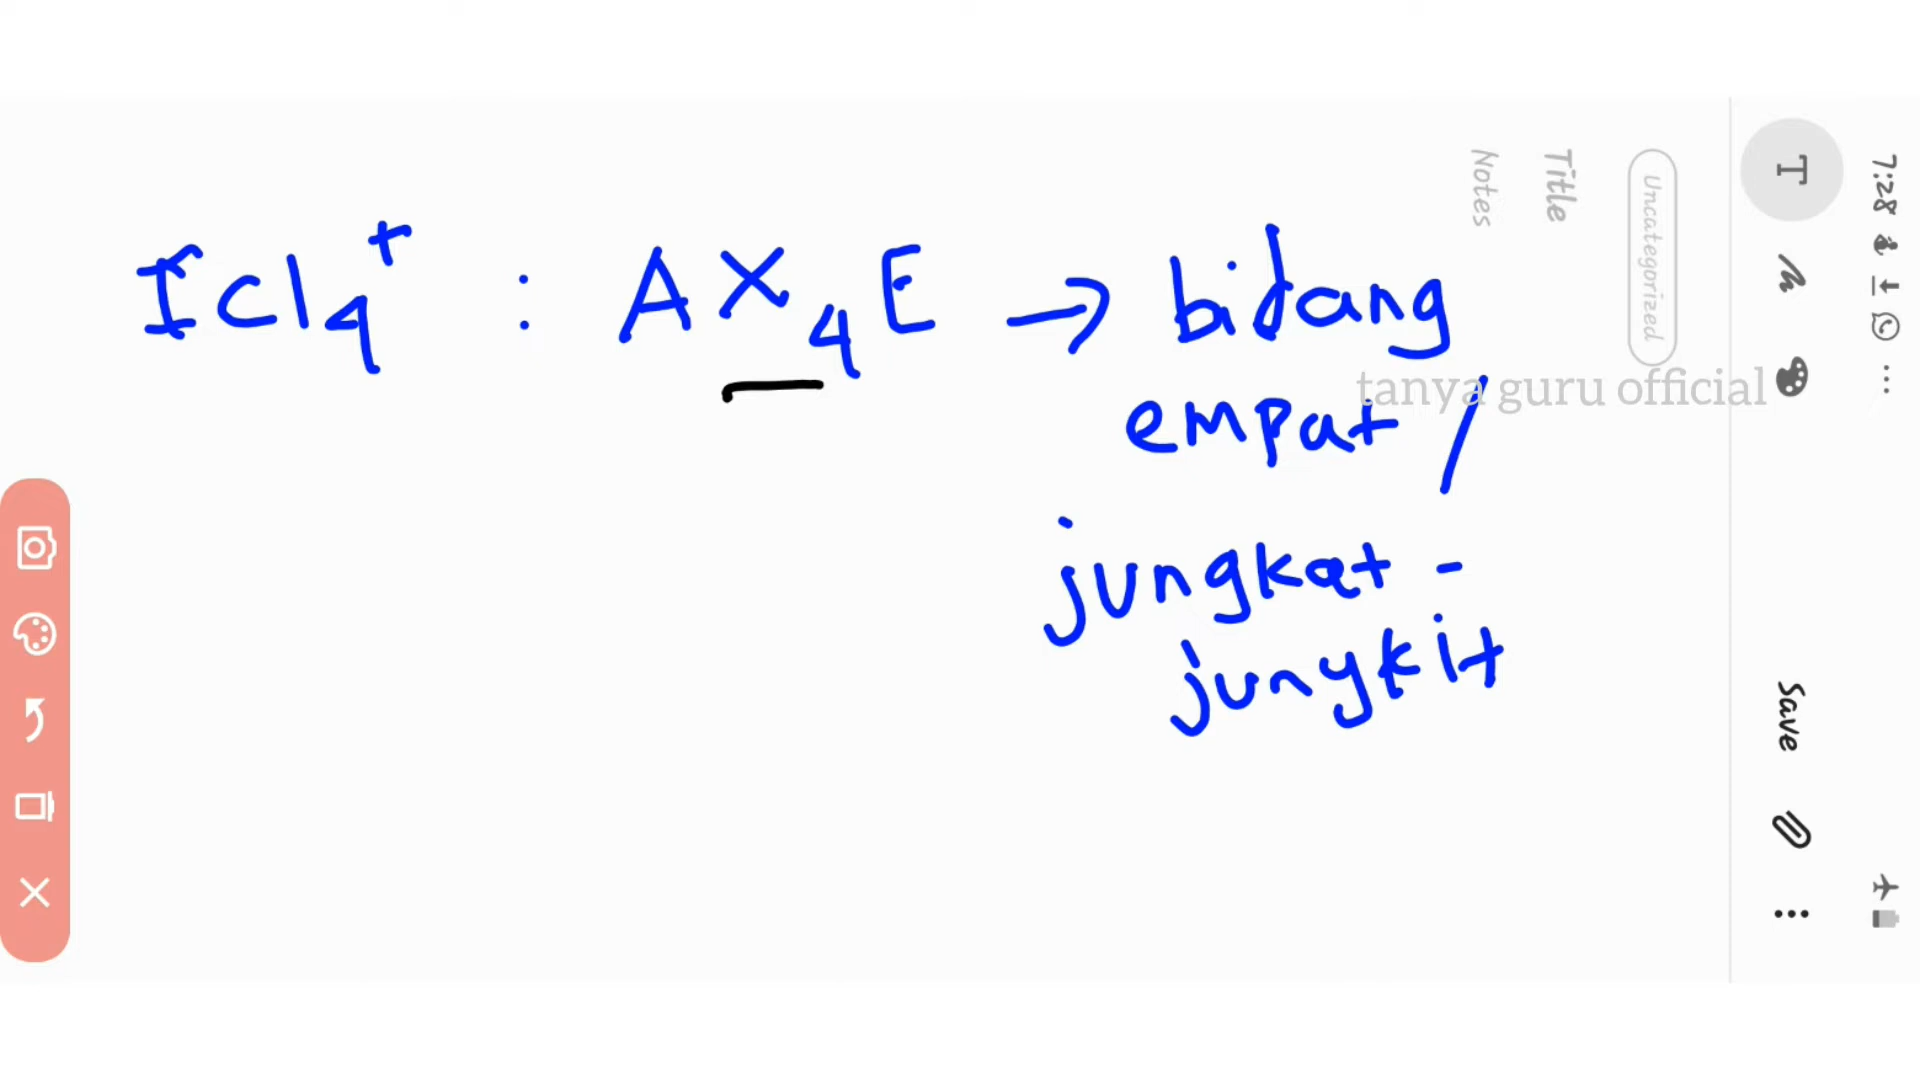 ICl4+ : AX4E → bidang
empat /
jungkat -
jungkit
tanya guru official
Uncategorized
Title
Notes
T
7:28
Save